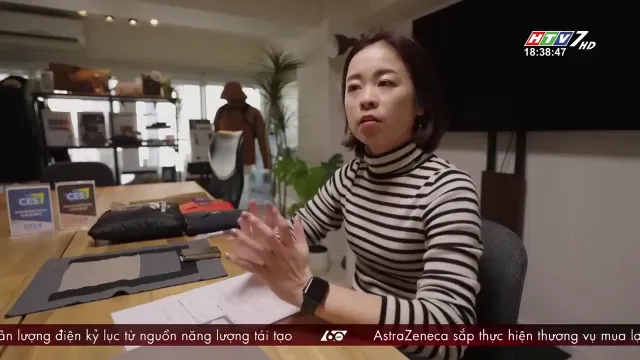 HTV7 HD
18:38:47
CES
CES
2024
ản lượng điện kỷ lục từ nguồn năng lượng tái tạo
60
AstraZeneca sắp thực hiện thương vụ mua lạ